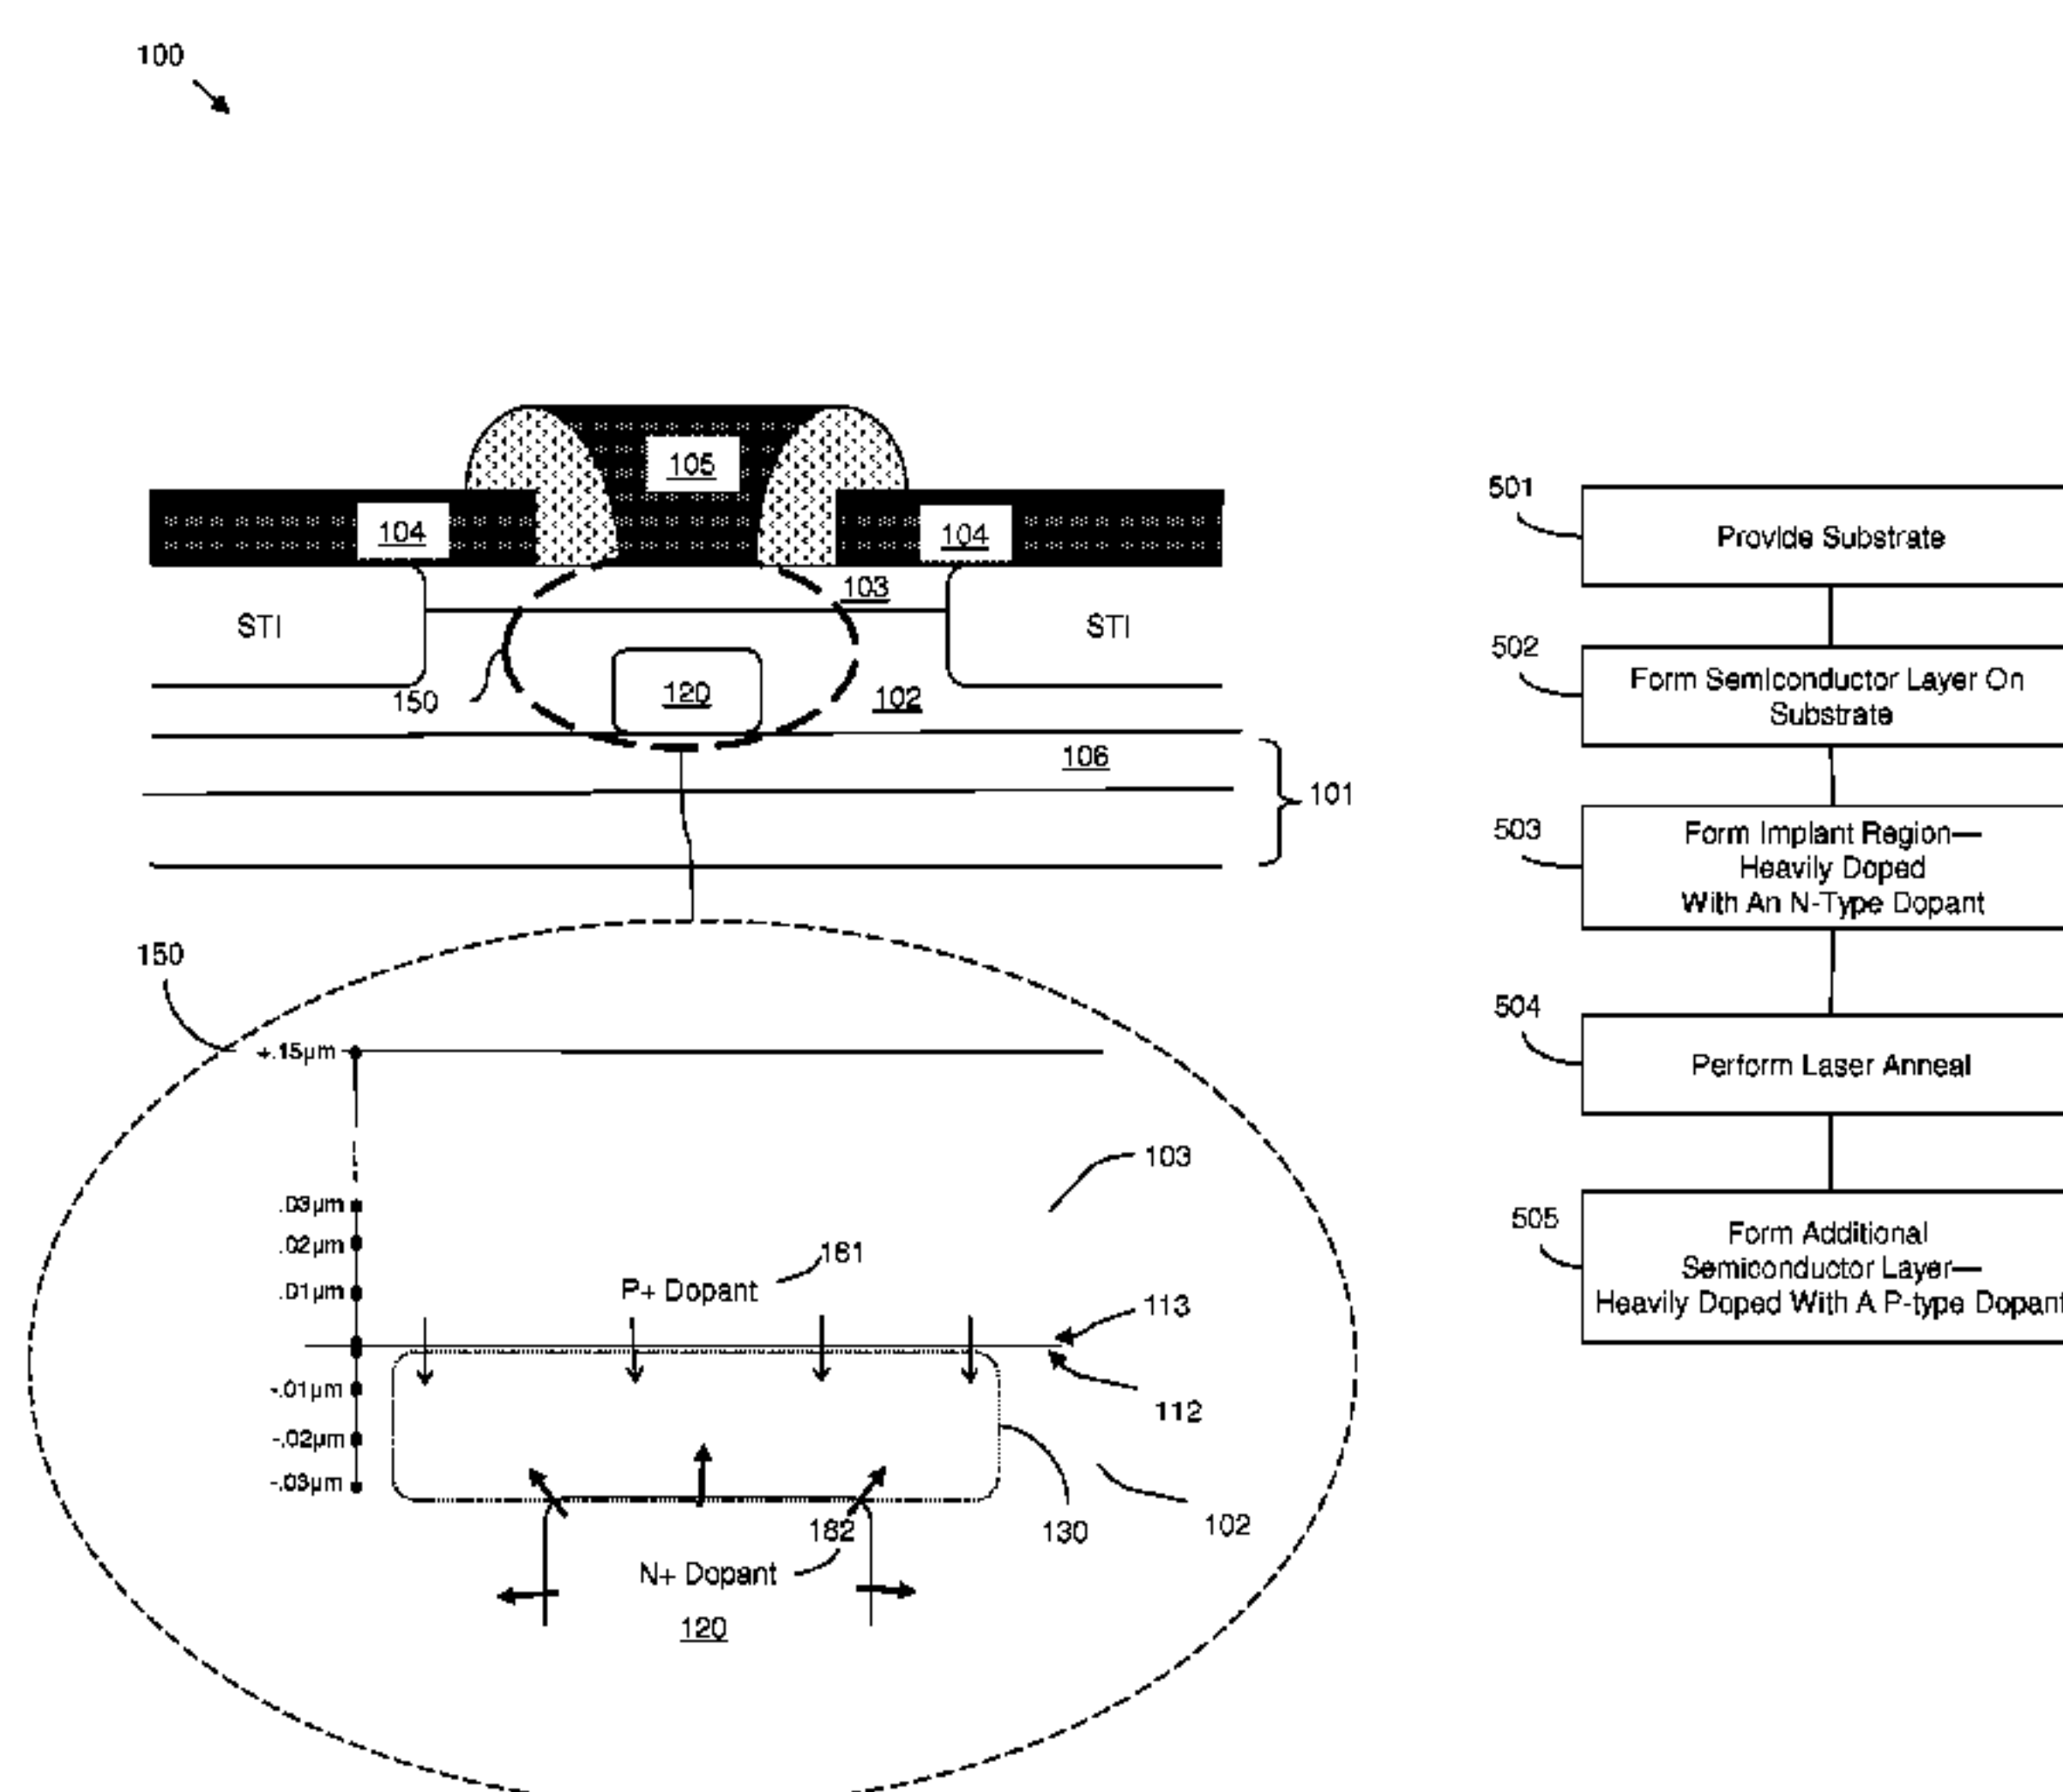 100
105
104
104
103
STI
STI
150
120
102
106
101
150
+.15µm
103
.03µm
.02µm
181
.01µm
P+ Dopant
113
-.01µm
112
-.02µm
-.03µm
182
130
102
N+ Dopant
120
501
Provide Substrate
502
Form Semiconductor Layer On
Substrate
503
Form Implant Region—
Heavily Doped
With An N-Type Dopant
504
Perform Laser Anneal
505
Form Additional
Semiconductor Layer—
Heavily Doped With A P-type Dopant